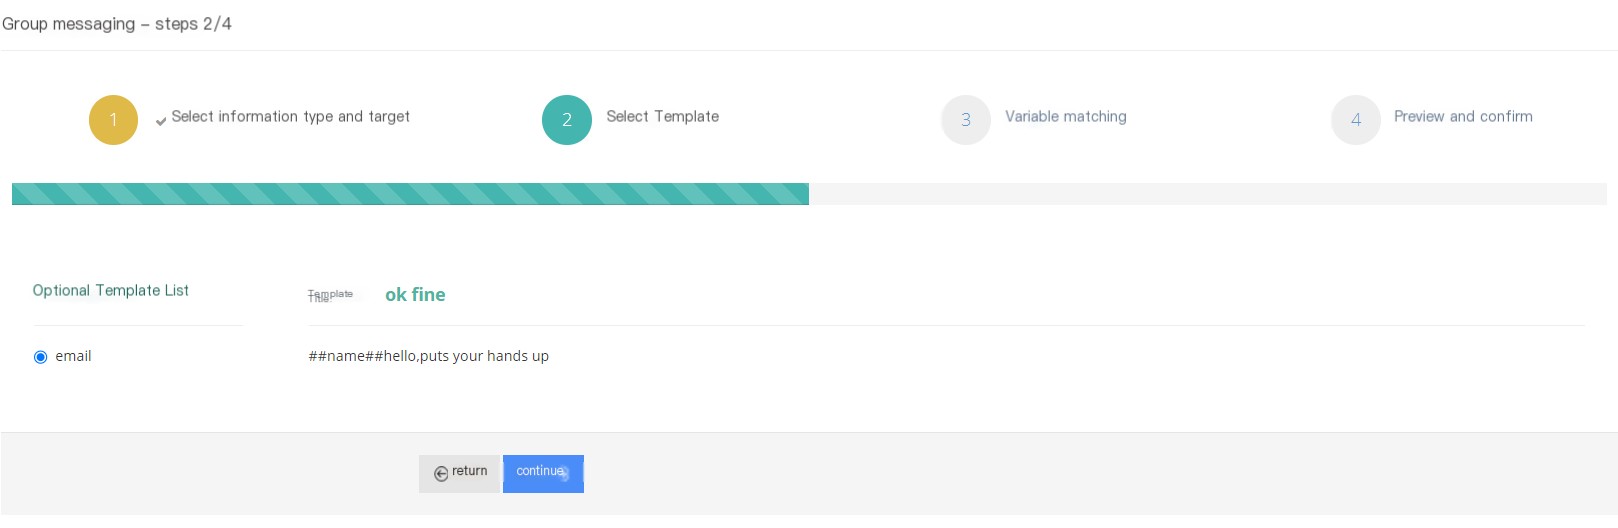 Group messaging - steps 2/4
1 Select information type and target
2 Select Template
3 Variable matching
4 Preview and confirm
Optional Template List
Template Title: ok fine
email
##name##hello,puts your hands up
return
continue